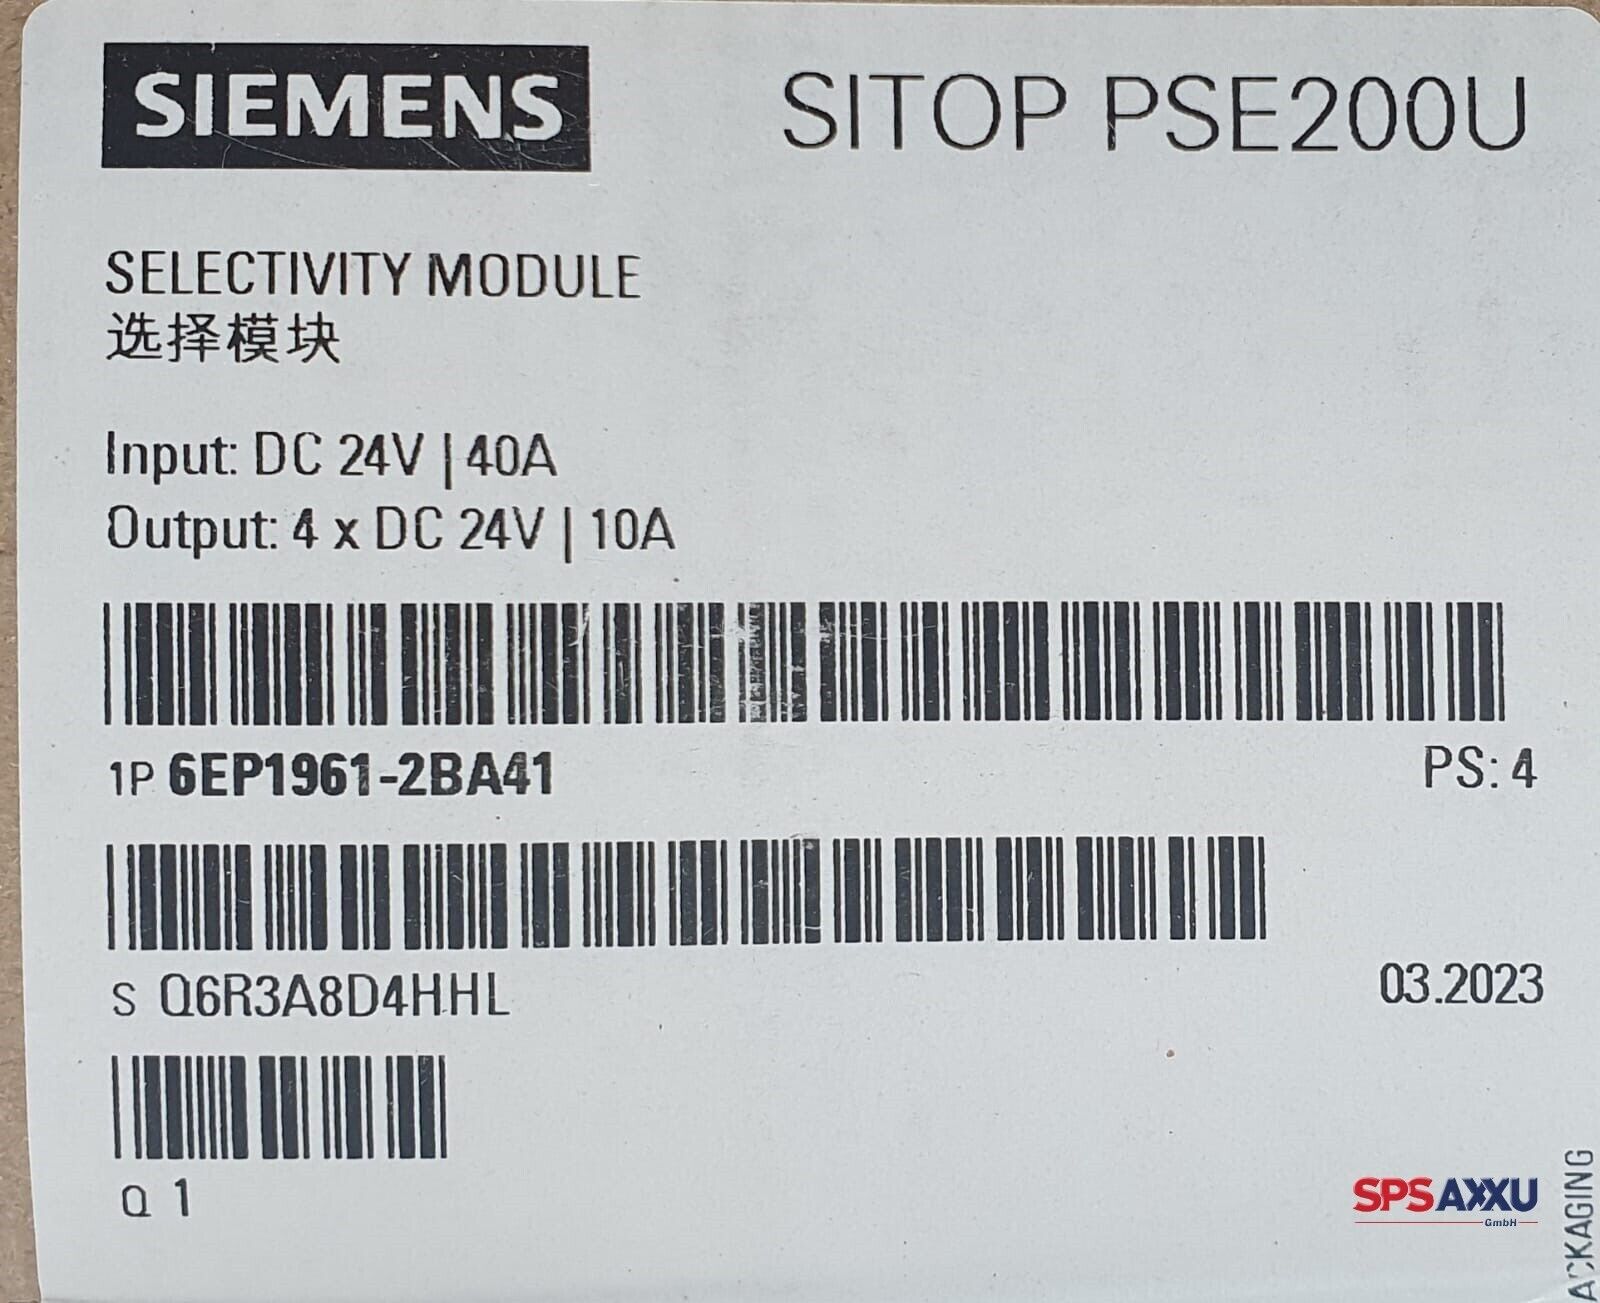 SIEMENS
SITOP PSE200U
SELECTIVITY MODULE
选择模块
Input: DC 24V | 40A
Output: 4 x DC 24V | 10A
1P 6EP1961-2BA41
PS: 4
S Q6R3A8D4HHL
03.2023
Q 1
SPSAXXU
GmbH
ACKAGING